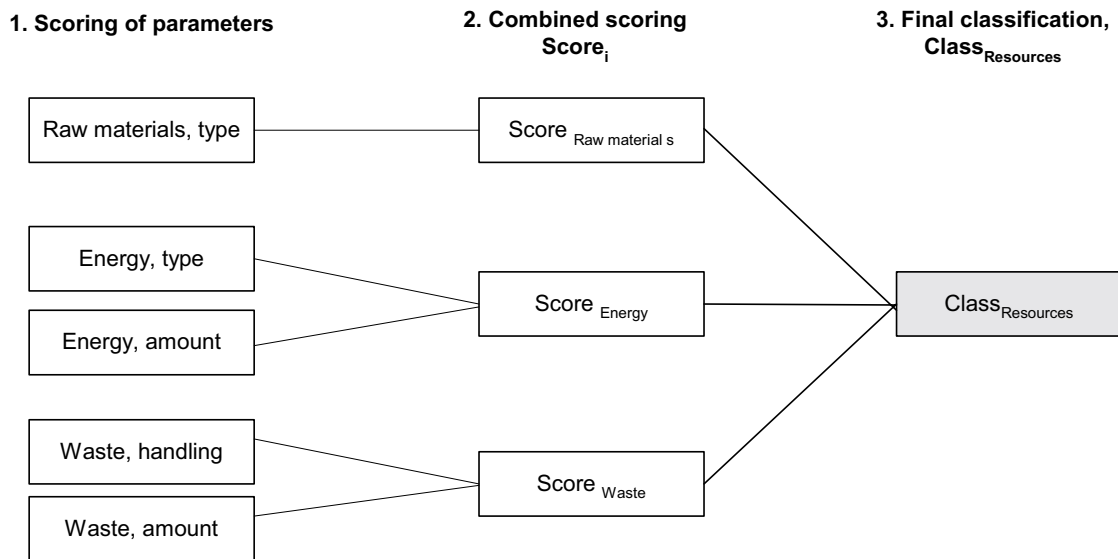 1. Scoring of parameters
2. Combined scoring
Score_i
3. Final classification,
Class_Resources
Raw materials, type
Score Raw material s
Energy, type
Energy, amount
Score Energy
Class_Resources
Waste, handling
Waste, amount
Score Waste